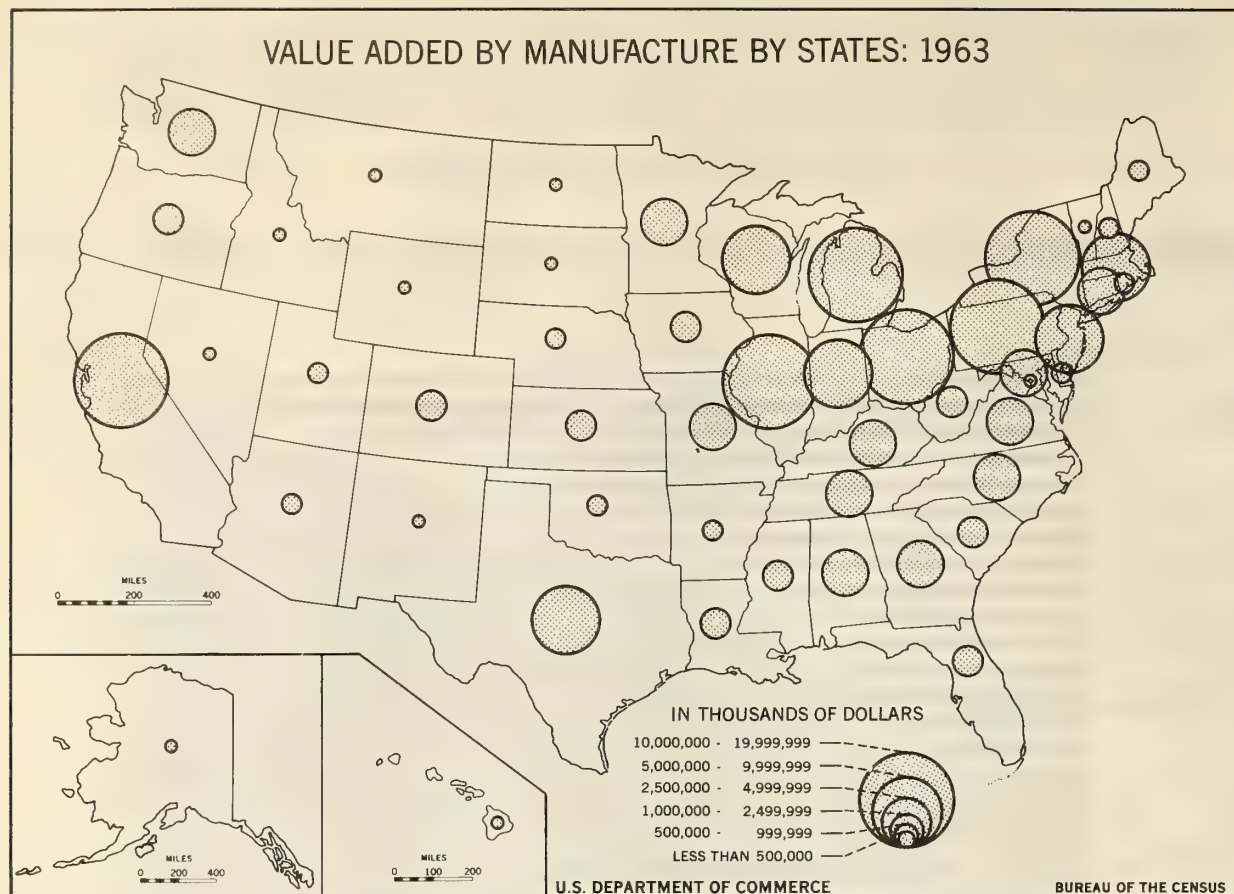 VALUE ADDED BY MANUFACTURE BY STATES: 1963
MILES
0 200 400
MILES
0 200 400
MILES
0 100 200
IN THOUSANDS OF DOLLARS
10,000,000 - 19,999,999
5,000,000 - 9,999,999
2,500,000 - 4,999,999
1,000,000 - 2,499,999
500,000 - 999,999
LESS THAN 500,000
U.S. DEPARTMENT OF COMMERCE
BUREAU OF THE CENSUS